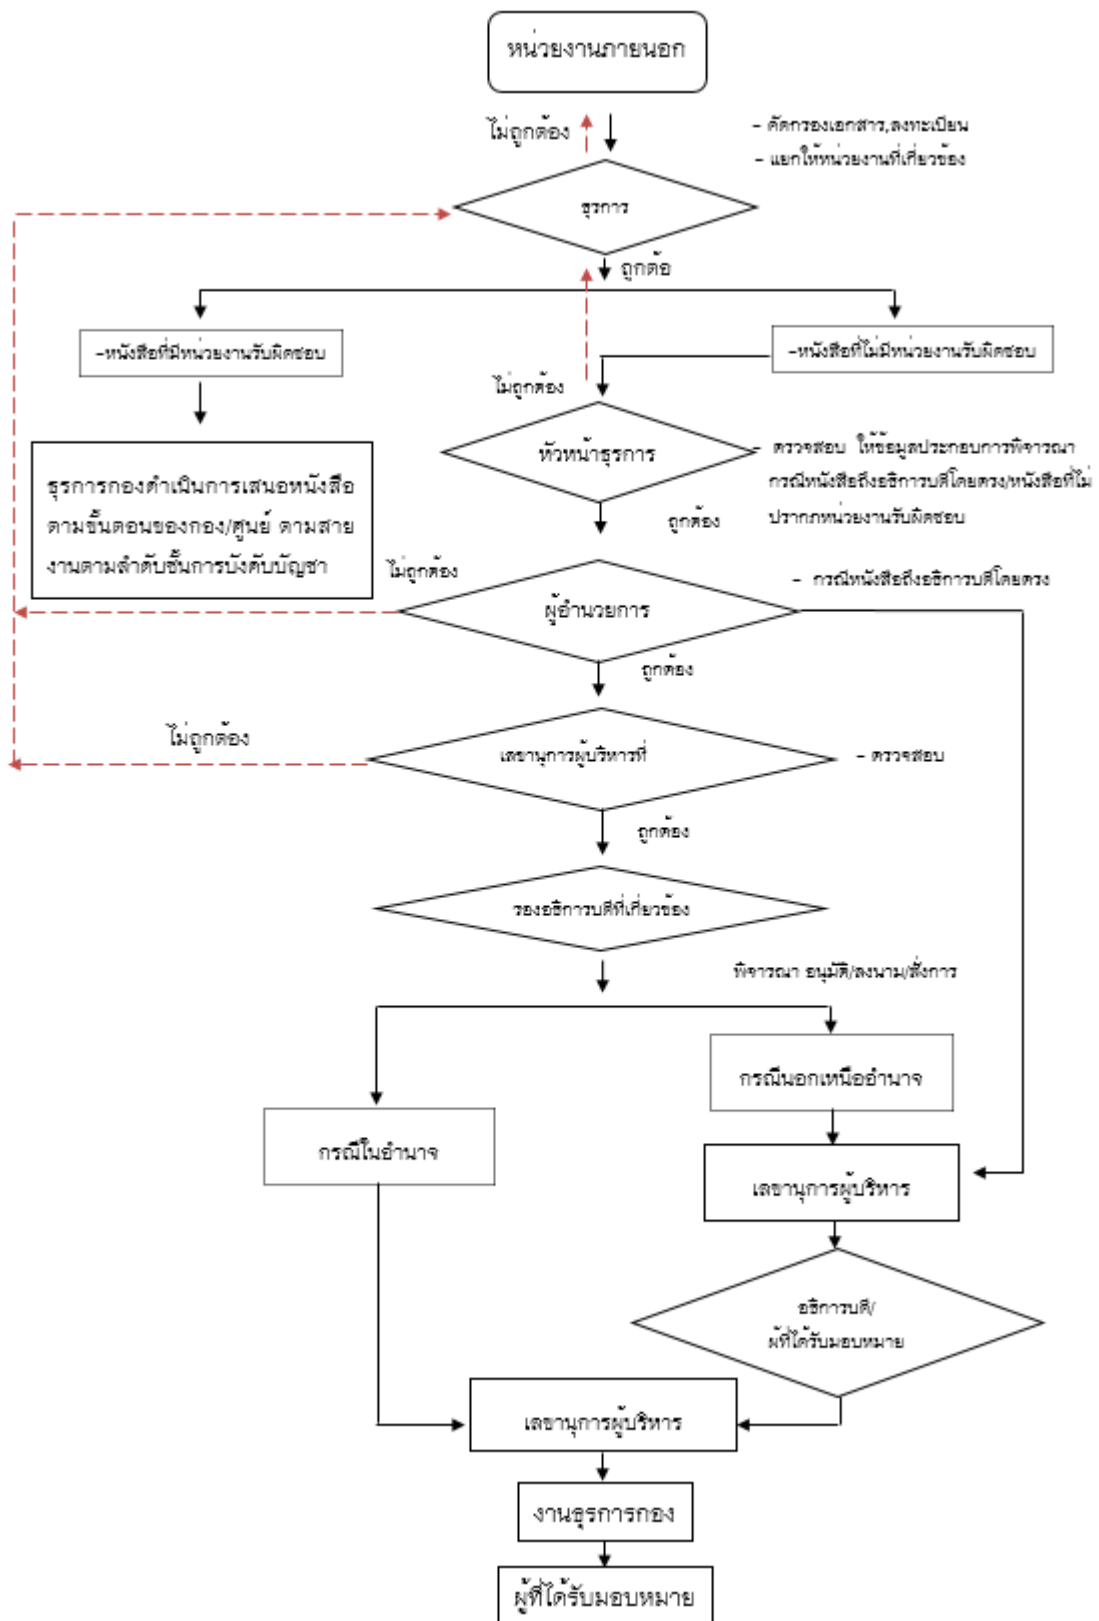 หน่วยงานภายนอก
ไม่ถูกต้อง
- คัดกรองเอกสาร,ลงทะเบียน
- แยกให้หน่วยงานที่เกี่ยวข้อง
ธุรการ
ถูกต้อ
-หนังสือที่มีหน่วยงานรับผิดชอบ
-หนังสือที่ไม่มีหน่วยงานรับผิดชอบ
ไม่ถูกต้อง
หัวหน้าธุรการ
- ตรวจสอบ ให้ข้อมูลประกอบการพิจารณา
กรณีหนังสือถึงอธิการบดีโดยตรง/หนังสือที่ไม่
ปรากฎหน่วยงานรับผิดชอบ
ธุรการกองดำเนินการเสนอหนังสือ
ตามขั้นตอนของกอง/ศูนย์ ตามสาย
งานตามลำดับชั้นการบังคับบัญชา
ถูกต้อง
ไม่ถูกต้อง
- กรณีหนังสือถึงอธิการบดีโดยตรง
ผู้อำนวยการ
ถูกต้อง
ไม่ถูกต้อง
เลขานุการผู้บริหารที่
- ตรวจสอบ
ถูกต้อง
รองอธิการบดีที่เกี่ยวข้อง
พิจารณา อนุมัติ/ลงนาม/สั่งการ
กรณีนอกเหนืออำนาจ
กรณีในอำนาจ
เลขานุการผู้บริหาร
อธิการบดี/
ผู้ที่ได้รับมอบหมาย
เลขานุการผู้บริหาร
งานธุรการกอง
ผู้ที่ได้รับมอบหมาย